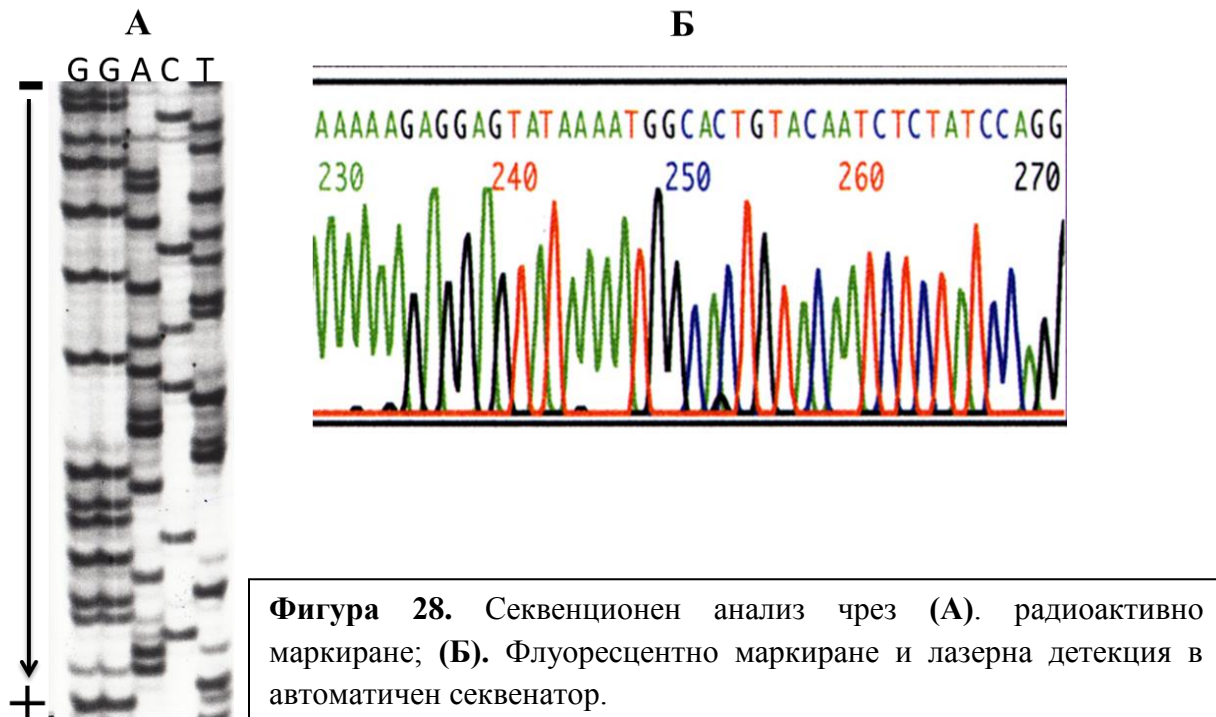 А
Б
G G A C T
-
+
AAAAAGAGGAGTATAAAATGGCACTGTACAATCTCTATCCAGG
230 240 250 260 270
Фигура 28. Секвенционен анализ чрез (А). радиоактивно
маркиране; (Б). Флуоресцентно маркиране и лазерна детекция в
автоматичен секвенатор.